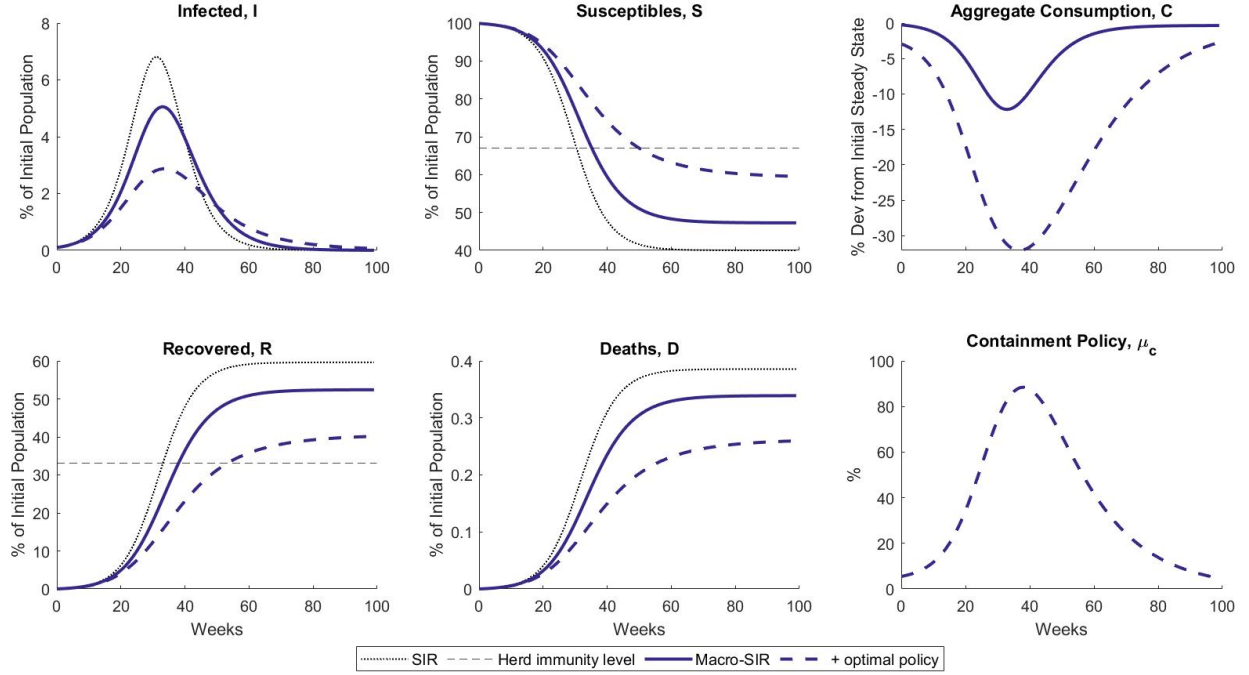 Infected, I
% of Initial Population
8
6
4
2
0
0 20 40 60 80 100
Susceptibles, S
% of Initial Population
100
90
80
70
60
50
40
0 20 40 60 80 100
Aggregate Consumption, C
% Dev from Initial Steady State
0
-5
-10
-15
-20
-25
-30
0 20 40 60 80 100
Recovered, R
% of Initial Population
60
50
40
30
20
10
0
0 20 40 60 80 100
Weeks
Deaths, D
% of Initial Population
0.4
0.3
0.2
0.1
0
0 20 40 60 80 100
Weeks
Containment Policy, μc
%
100
80
60
40
20
0
0 20 40 60 80 100
Weeks
SIR Herd immunity level Macro-SIR + optimal policy